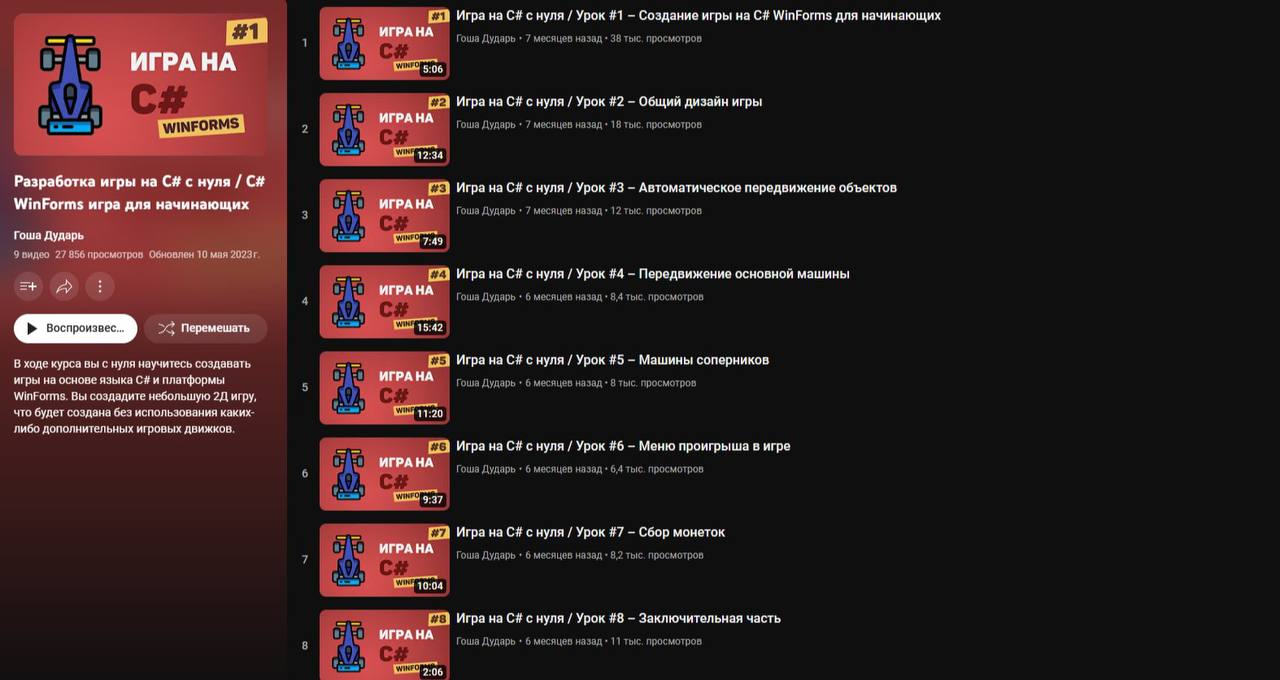 #1
ИГРА НА
C#
WINFORMS
Разработка игры на C# с нуля / C#
WinForms игра для начинающих
Гоша Дударь
9 видео 27 856 просмотров Обновлен 10 мая 2023 г.
Воспроизвес...
Перемешать
В ходе курса вы с нуля научитесь создавать
игры на основе языка C# и платформы
WinForms. Вы создадите небольшую 2Д игру,
что будет создана без использования каких-
либо дополнительных игровых движков.
1
#1
ИГРА НА
C#
WINFO
5:06
Игра на C# с нуля / Урок #1 – Создание игры на C# WinForms для начинающих
Гоша Дударь • 7 месяцев назад • 38 тыс. просмотров
2
#2
ИГРА НА
C#
WINF
12:34
Игра на C# с нуля / Урок #2 – Общий дизайн игры
Гоша Дударь • 7 месяцев назад • 18 тыс. просмотров
3
#3
ИГРА НА
C#
WINFO
7:49
Игра на C# с нуля / Урок #3 – Автоматическое передвижение объектов
Гоша Дударь • 7 месяцев назад • 12 тыс. просмотров
4
#4
ИГРА НА
C#
WINF
15:42
Игра на C# с нуля / Урок #4 – Передвижение основной машины
Гоша Дударь • 6 месяцев назад • 8,4 тыс. просмотров
5
#5
ИГРА НА
C#
WINF
11:20
Игра на C# с нуля / Урок #5 – Машины соперников
Гоша Дударь • 6 месяцев назад • 8 тыс. просмотров
6
#6
ИГРА НА
C#
WINFO
9:37
Игра на C# с нуля / Урок #6 – Меню проигрыша в игре
Гоша Дударь • 6 месяцев назад • 6,4 тыс. просмотров
7
#7
ИГРА НА
C#
WINF
10:04
Игра на C# с нуля / Урок #7 – Сбор монеток
Гоша Дударь • 6 месяцев назад • 8,2 тыс. просмотров
8
#8
ИГРА НА
C#
WINFO
2:06
Игра на C# с нуля / Урок #8 – Заключительная часть
Гоша Дударь • 6 месяцев назад • 11 тыс. просмотров